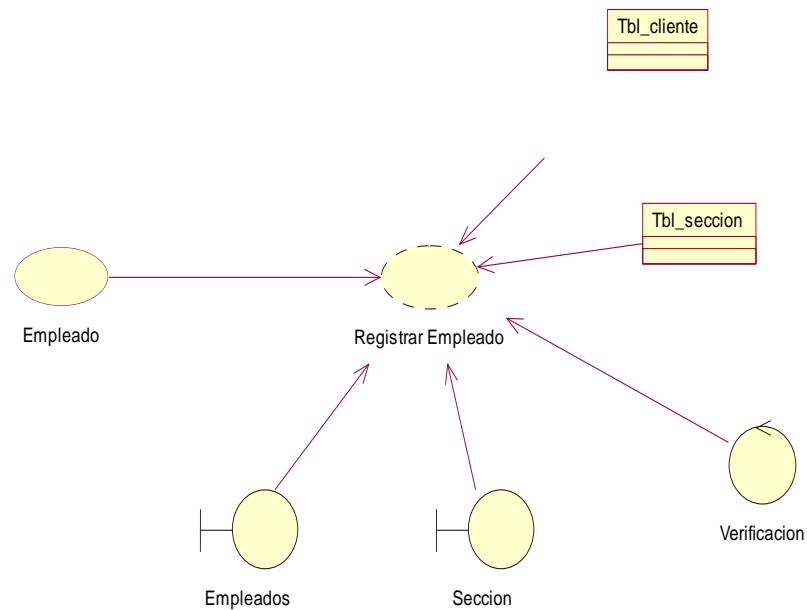 Tbl_cliente
Tbl_seccion
Empleado
Registrar Empleado
Verificacion
Empleados
Seccion